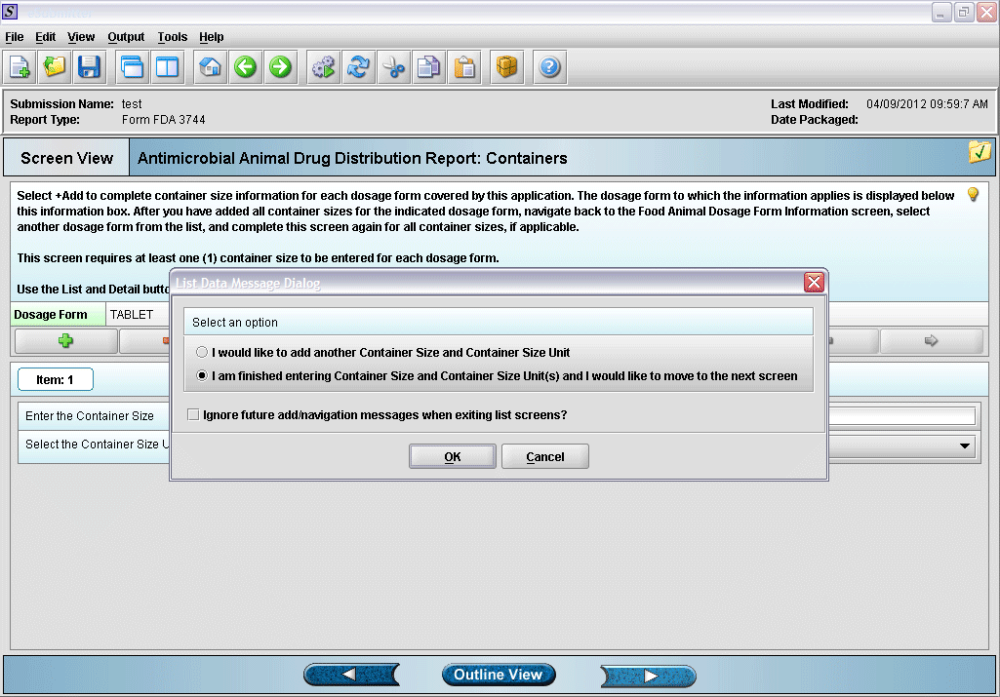 S
File Edit View Output Tools Help
Submission Name: test
Last Modified: 04/09/2012 09:59:7 AM
Report Type: Form FDA 3744
Date Packaged:
Screen View
Antimicrobial Animal Drug Distribution Report: Containers
Select +Add to complete container size information for each dosage form covered by this application. The dosage form to which the information applies is displayed below
this information box. After you have added all container sizes for the indicated dosage form, navigate back to the Food Animal Dosage Form Information screen, select
another dosage form from the list, and complete this screen again for all container sizes, if applicable.
This screen requires at least one (1) container size to be entered for each dosage form.
Use the List and Detail butto
List Data Message Dialog
Dosage Form TABLET
Select an option
I would like to add another Container Size and Container Size Unit
I am finished entering Container Size and Container Size Unit(s) and I would like to move to the next screen
Item: 1
Enter the Container Size
Ignore future add/navigation messages when exiting list screens?
Select the Container Size U
OK Cancel
Outline View